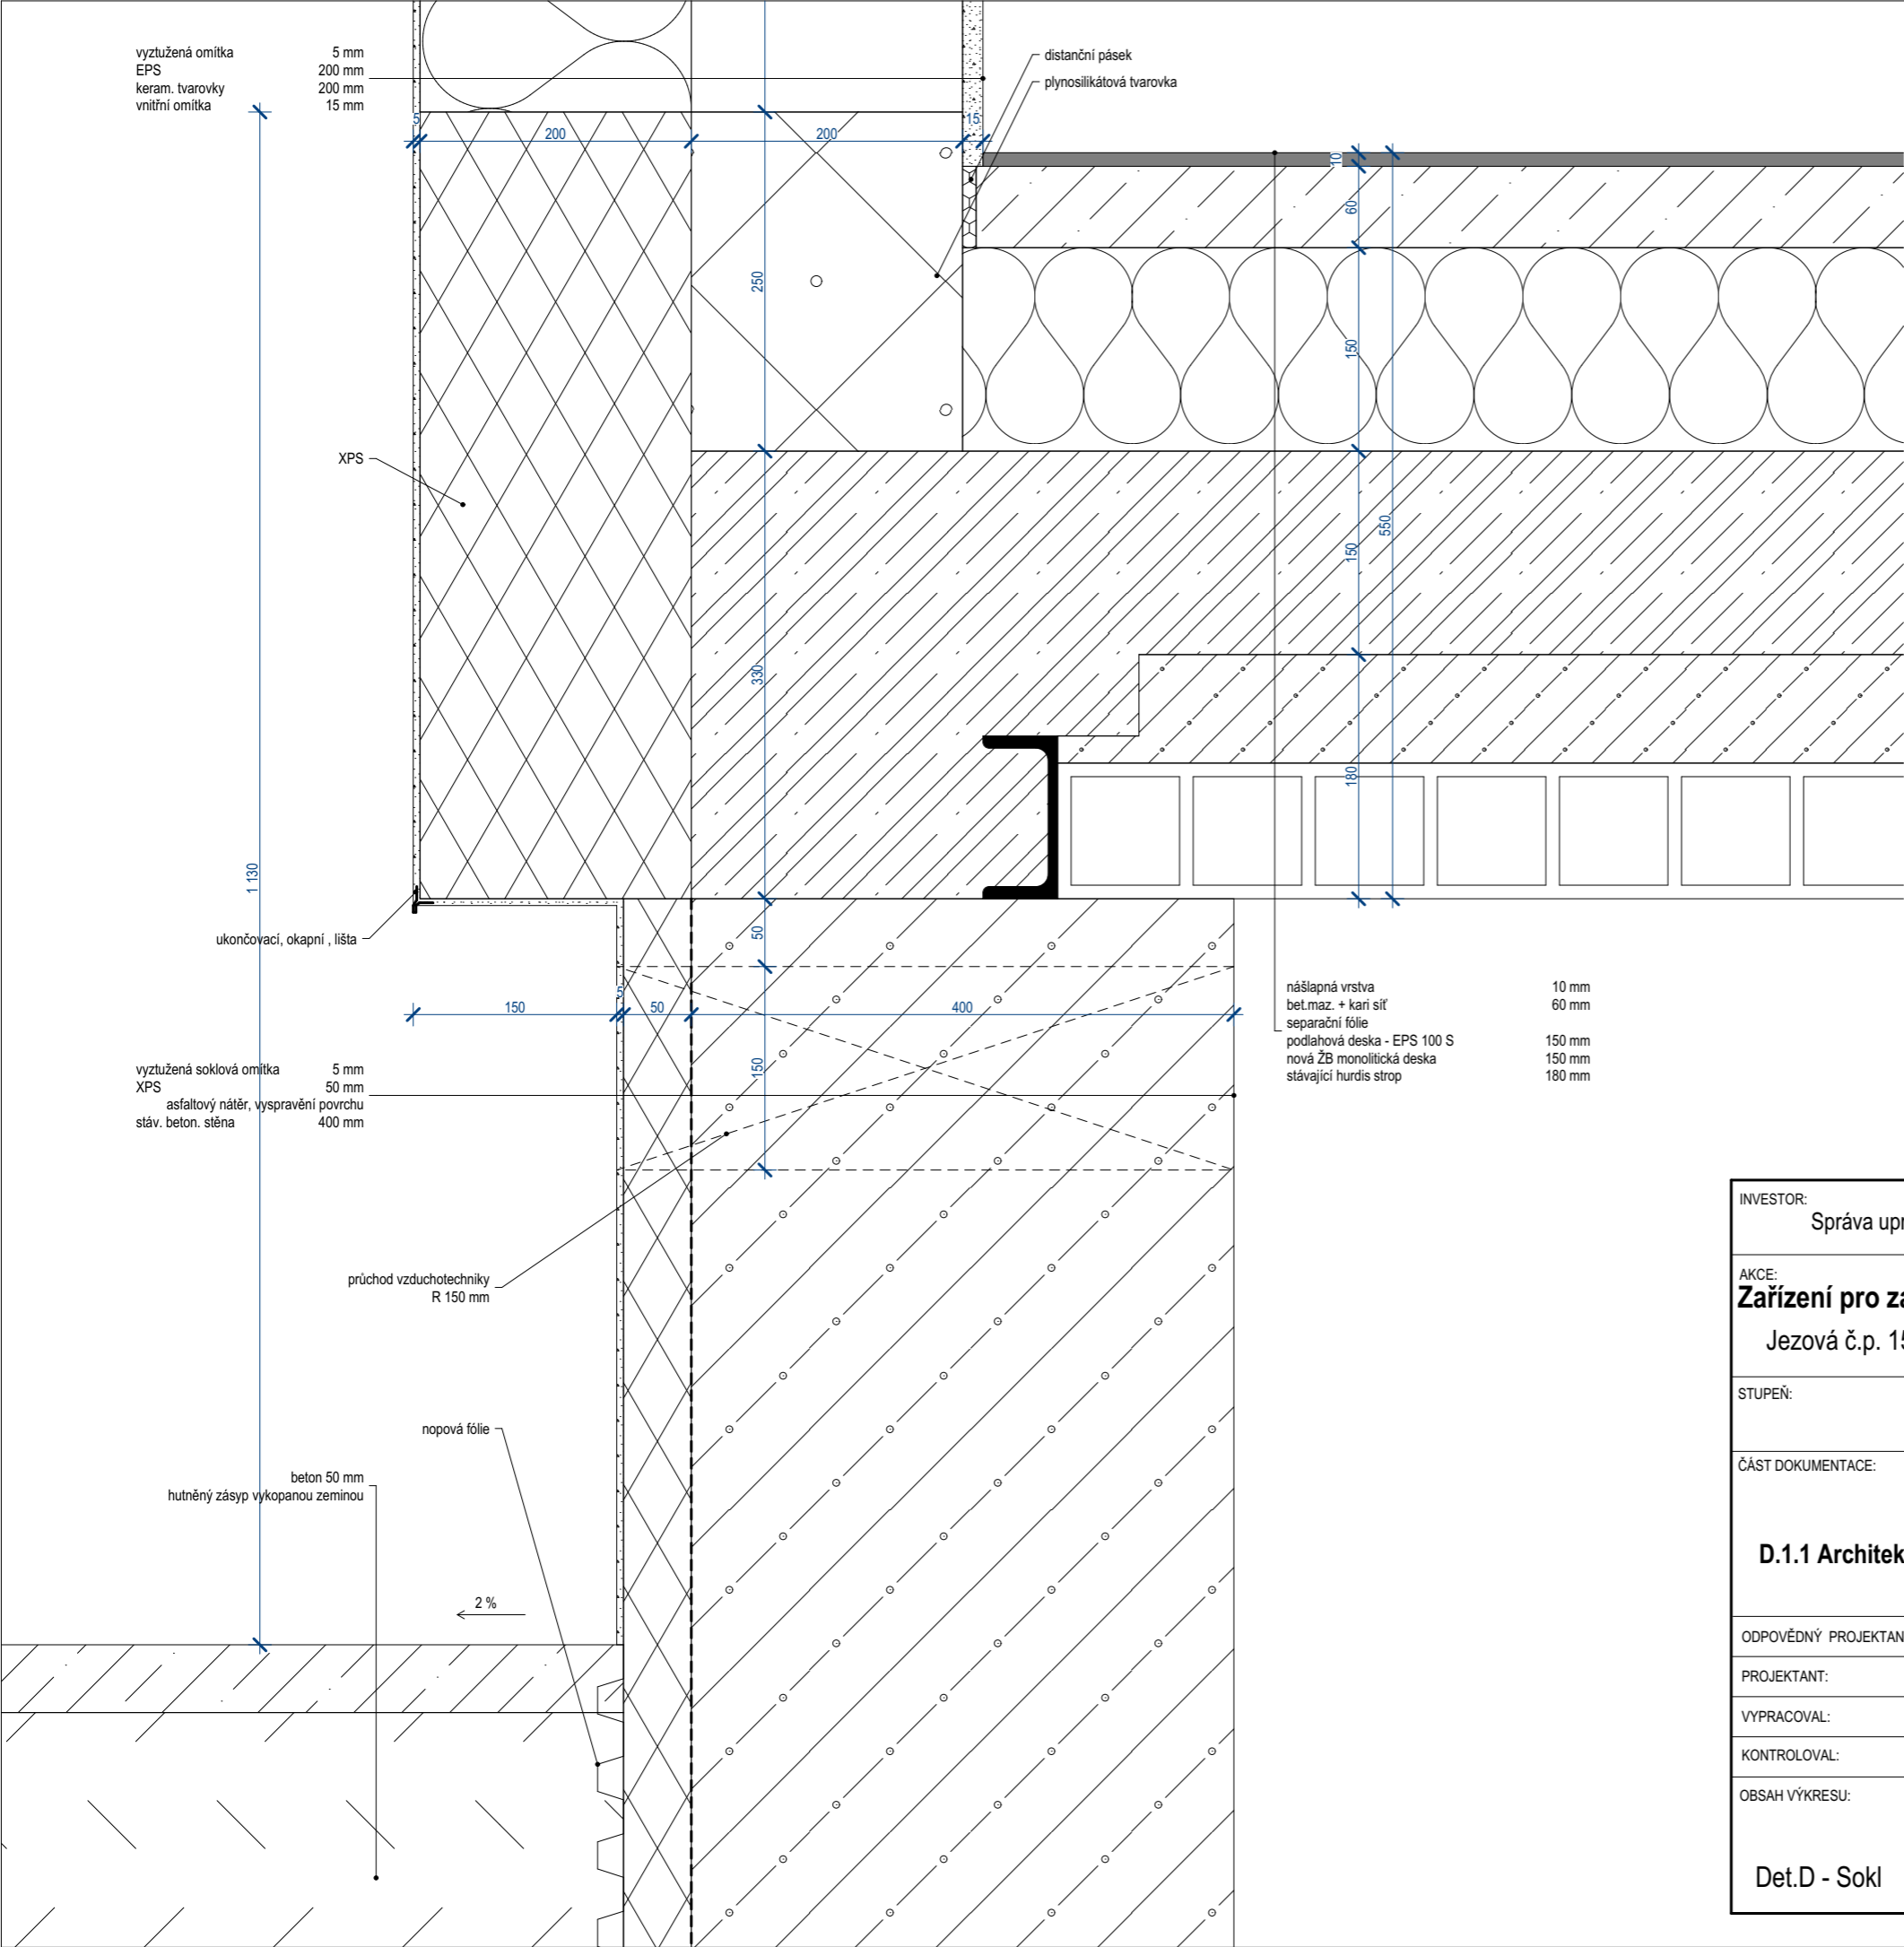 vyztužená omítka 5 mm
EPS 200 mm
keram. tvarovky 200 mm
vnitřní omítka 15 mm
distanční pásek
plynosilikátová tvarovka
5
200
200
15
10
60
250
150
XPS
550
150
330
180
1 130
ukončovací, okapní , lišta
50
150
5
50
400
150
nášlapná vrstva 10 mm
bet.maz. + kari síť 60 mm
separační fólie
podlahová deska - EPS 100 S 150 mm
nová ŽB monolitická deska 150 mm
stávající hurdis strop 180 mm
vyztužená soklová omítka 5 mm
XPS 50 mm
asfaltový nátěr, vyspravění povrchu
stáv. beton. stěna 400 mm
průchod vzduchotechniky
R 150 mm
nopová fólie
beton 50 mm
hutněný zásyp vykopanou zeminou
2 %
INVESTOR:
Správa upr
AKCE:
Zařízení pro za
Jezová č.p. 15
STUPEŇ:
ČÁST DOKUMENTACE:
D.1.1 Architek
ODPOVĚDNÝ PROJEKTAN
PROJEKTANT:
VYPRACOVAL:
KONTROLOVAL:
OBSAH VÝKRESU:
Det.D - Sokl